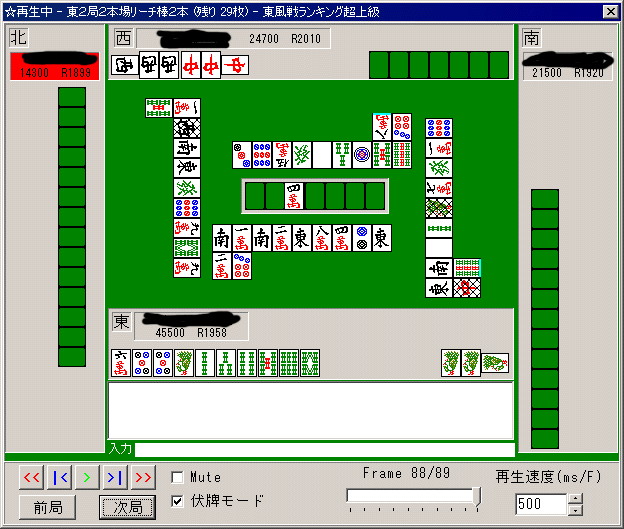 ☆再生中 - 東2局2本場リーチ棒2本 (残り 29枚) - 東風戦ランキング超上級
北
14300 R1899
西
24700 R2010
南
21500 R1920
東
45500 R1958
入力
<< |< > >| >>
前局 次局
Mute
伏牌モード
Frame 88/89
再生速度(ms/F)
500